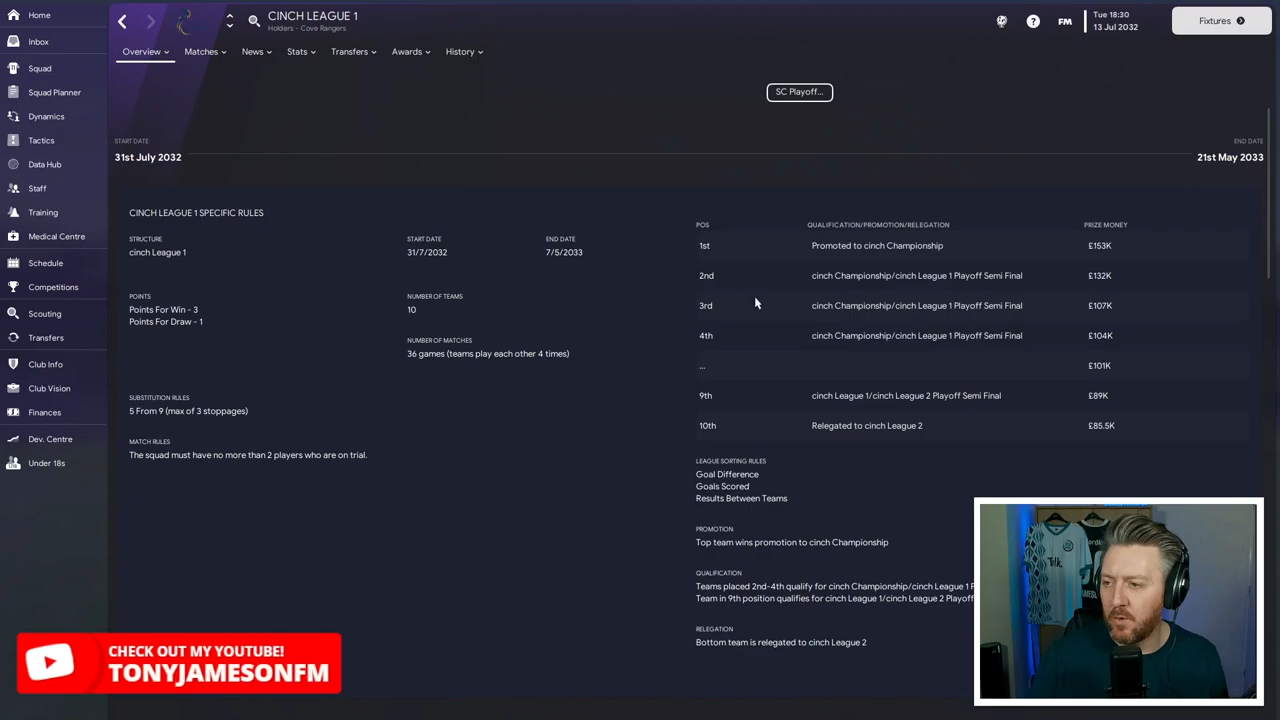 Home
Inbox
Squad
Squad Planner
Dynamics
Tactics
Data Hub
Staff
Training
Medical Centre
Schedule
Competitions
Scouting
Transfers
Club Info
Club Vision
Finances
Dev. Centre
Under 18s
CINCH LEAGUE 1
Holders - Cove Rangers
FM
Tue 18:30
13 Jul 2032
Fixtures
Overview Matches News Stats Transfers Awards History
SC Playoff...
START DATE
31st July 2032
END DATE
21st May 2033
CINCH LEAGUE 1 SPECIFIC RULES
STRUCTURE
cinch League 1
START DATE
31/7/2032
END DATE
7/5/2033
POINTS
Points For Win - 3
Points For Draw - 1
NUMBER OF TEAMS
10
NUMBER OF MATCHES
36 games (teams play each other 4 times)
SUBSTITUTION RULES
5 From 9 (max of 3 stoppages)
MATCH RULES
The squad must have no more than 2 players who are on trial.
POS QUALIFICATION/PROMOTION/RELEGATION PRIZE MONEY
1st Promoted to cinch Championship £153K
2nd cinch Championship/cinch League 1 Playoff Semi Final £132K
3rd cinch Championship/cinch League 1 Playoff Semi Final £107K
4th cinch Championship/cinch League 1 Playoff Semi Final £104K
... £101K
9th cinch League 1/cinch League 2 Playoff Semi Final £89K
10th Relegated to cinch League 2 £85.5K
LEAGUE SORTING RULES
Goal Difference
Goals Scored
Results Between Teams
PROMOTION
Top team wins promotion to cinch Championship
QUALIFICATION
Teams placed 2nd-4th qualify for cinch Championship/cinch League 1 P
Team in 9th position qualifies for cinch League 1/cinch League 2 Playoff
RELEGATION
Bottom team is relegated to cinch League 2
CHECK OUT MY YOUTUBE!
TONYJAMESONFM